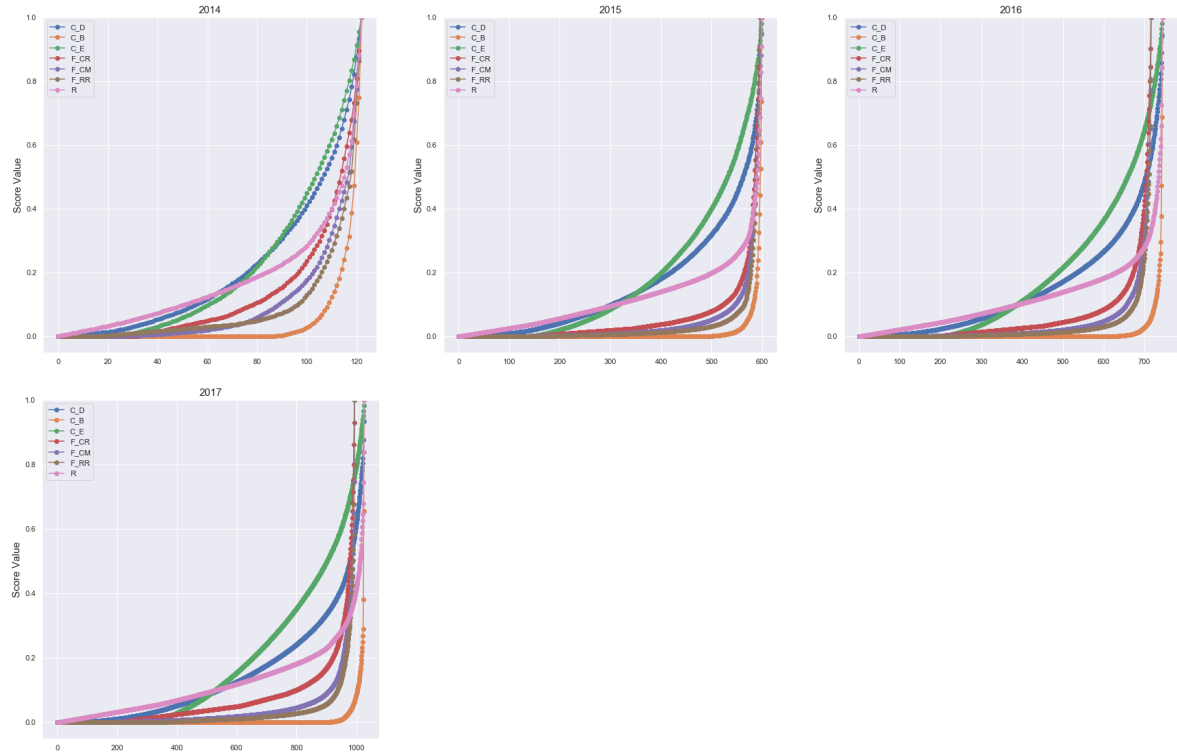 2014
1.0
0.8
0.6
0.4
0.2
0.0
Score Value
C_D
C_B
C_E
F_CR
F_CM
F_RR
R
0 20 40 60 80 100 120
2015
1.0
0.8
0.6
0.4
0.2
0.0
Score Value
C_D
C_B
C_E
F_CR
F_CM
F_RR
R
0 100 200 300 400 500 600
2016
1.0
0.8
0.6
0.4
0.2
0.0
Score Value
C_D
C_B
C_E
F_CR
F_CM
F_RR
R
0 100 200 300 400 500 600 700
2017
1.0
0.8
0.6
0.4
0.2
0.0
Score Value
C_D
C_B
C_E
F_CR
F_CM
F_RR
R
0 200 400 600 800 1000